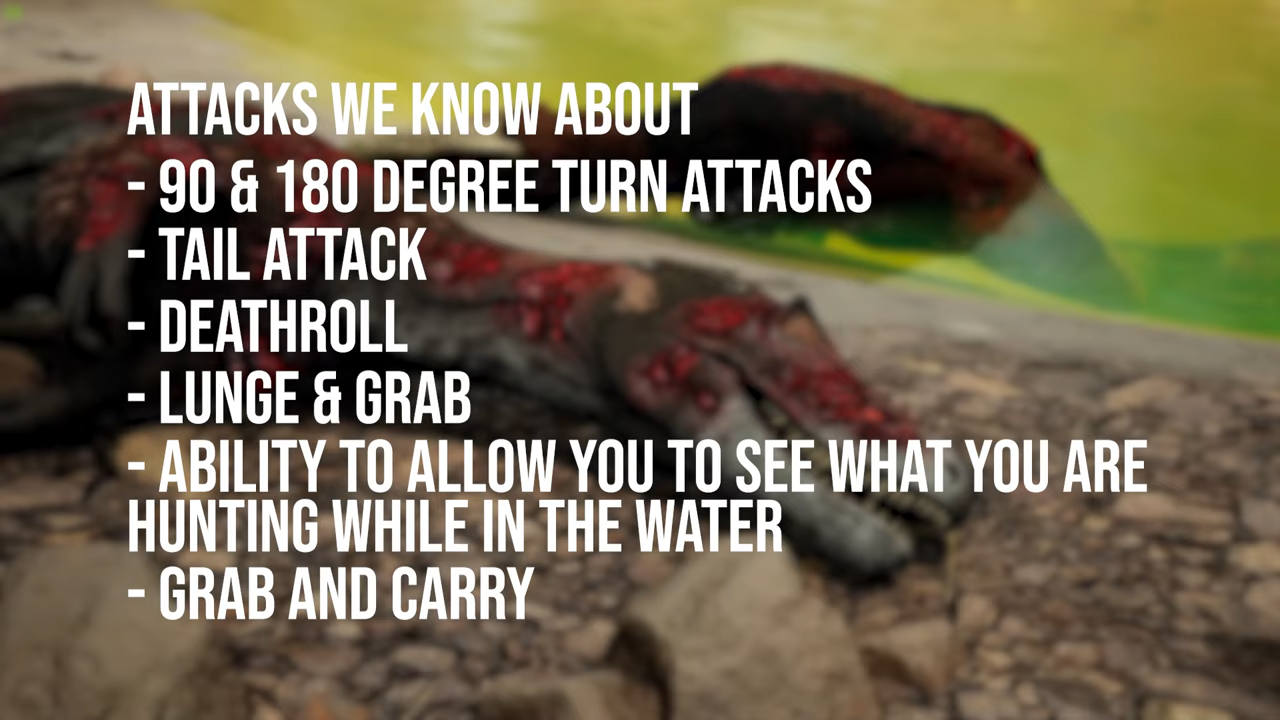 ATTACKS WE KNOW ABOUT
- 90 & 180 DEGREE TURN ATTACKS
- TAIL ATTACK
- DEATHROLL
- LUNGE & GRAB
- ABILITY TO ALLOW YOU TO SEE WHAT YOU ARE
HUNTING WHILE IN THE WATER
- GRAB AND CARRY